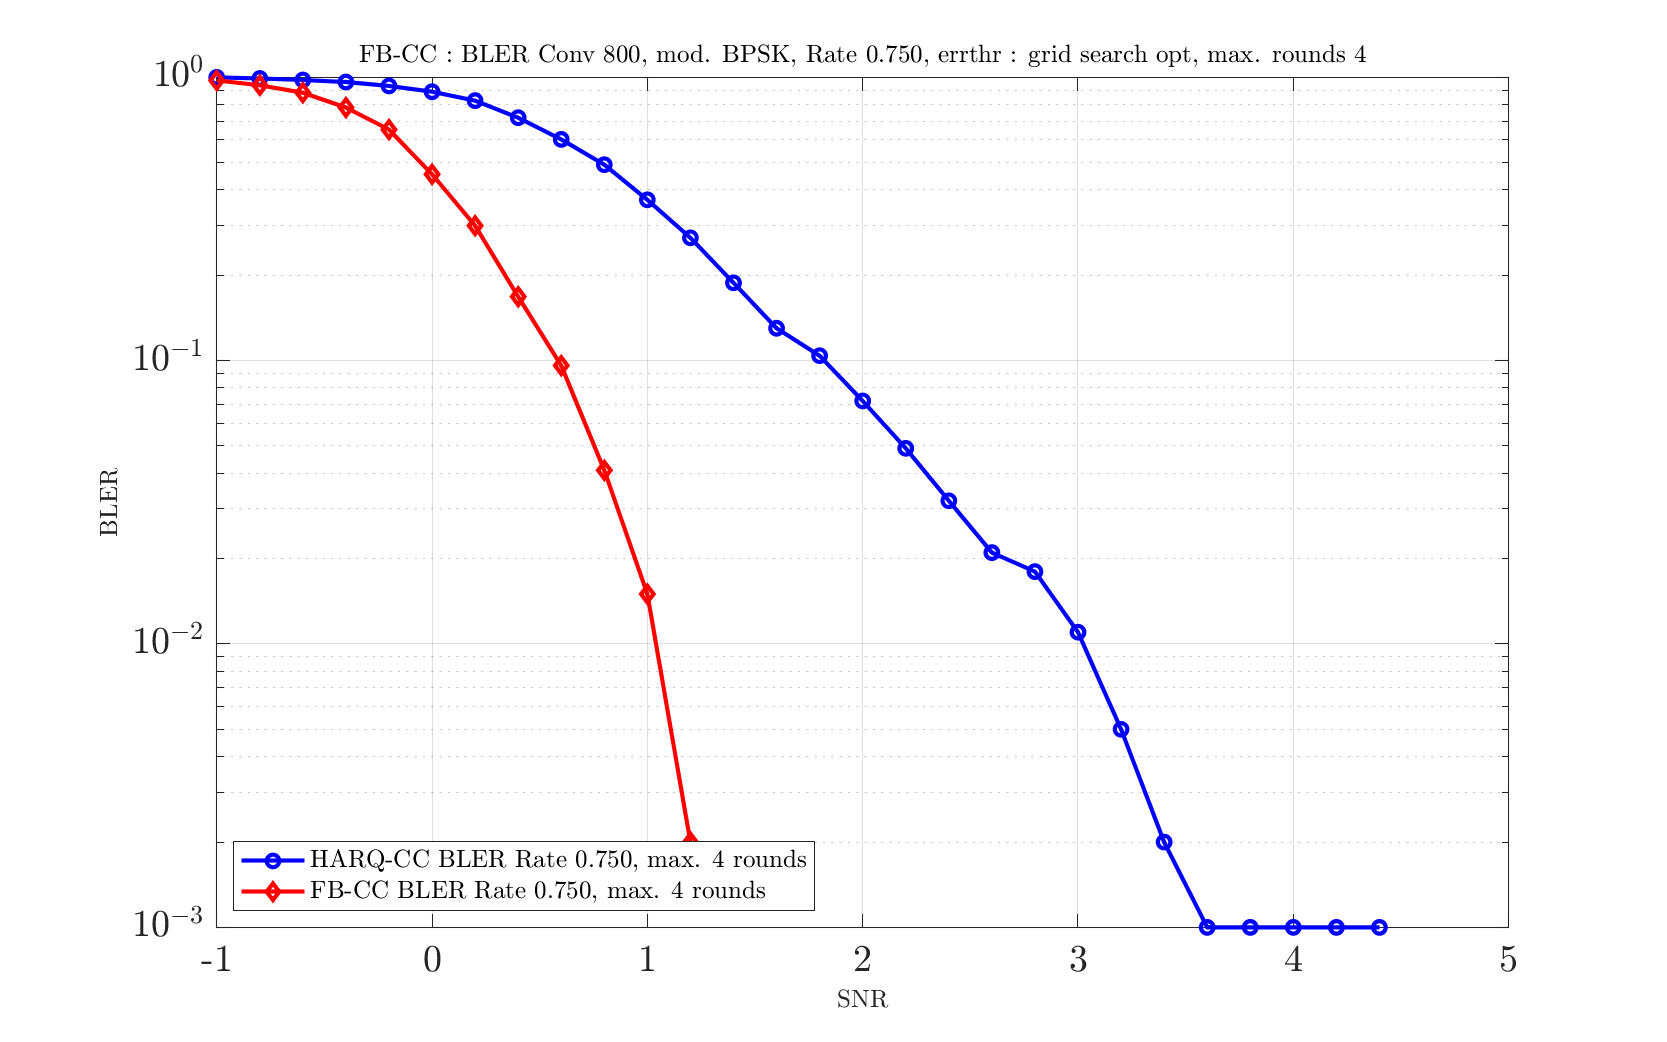 FB-CC : BLER Conv 800, mod. BPSK, Rate 0.750, errthr : grid search opt, max. rounds 4
10^0
10^-1
10^-2
10^-3
BLER
HARQ-CC BLER Rate 0.750, max. 4 rounds
FB-CC BLER Rate 0.750, max. 4 rounds
-1 0 1 2 3 4 5
SNR